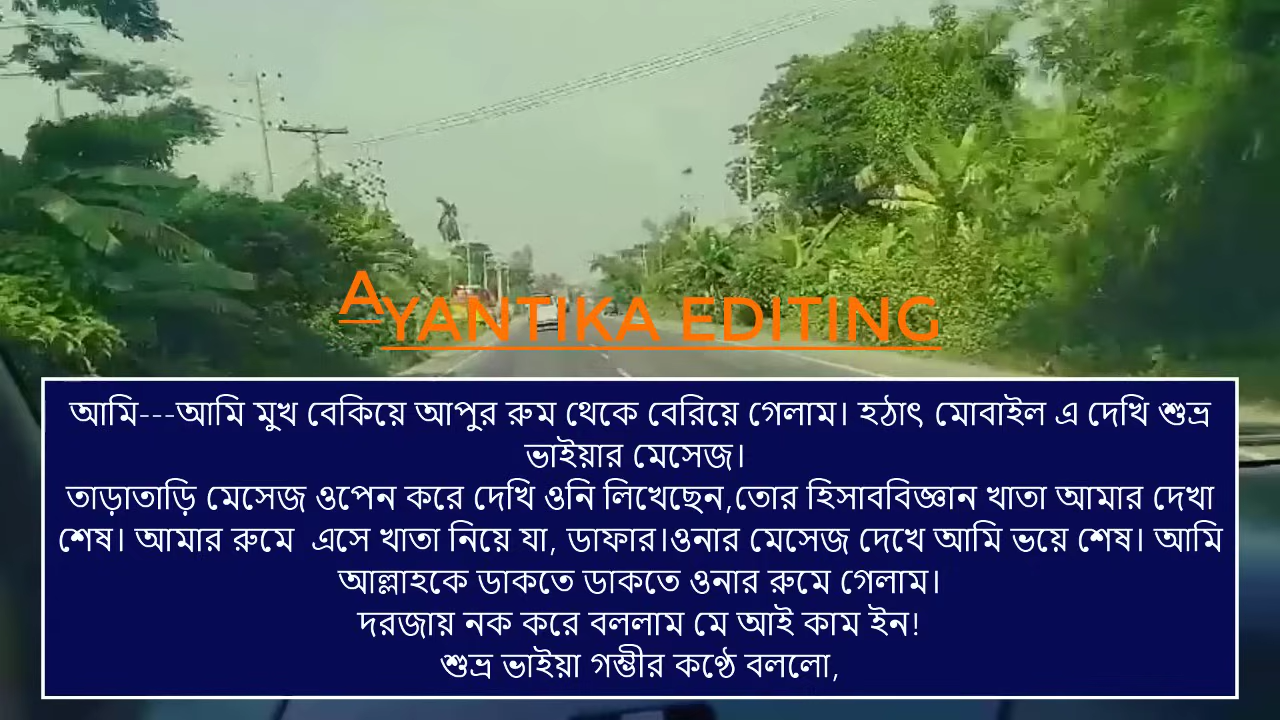 AYANTIKA EDITING
আমি---আমি মুখ বেকিয়ে আপুর রুম থেকে বেরিয়ে গেলাম। হঠাৎ মোবাইল এ দেখি শুভ্র
ভাইয়ার মেসেজ।
তাড়াতাড়ি মেসেজ ওপেন করে দেখি ওনি লিখেছেন,তোর হিসাববিজ্ঞান খাতা আমার দেখা
শেষ। আমার রুমে এসে খাতা নিয়ে যা, ডাফার।ওনার মেসেজ দেখে আমি ভয়ে শেষ। আমি
আল্লাহকে ডাকতে ডাকতে ওনার রুমে গেলাম।
দরজায় নক করে বললাম মে আই কাম ইন!
শুভ্র ভাইয়া গম্ভীর কণ্ঠে বললো,